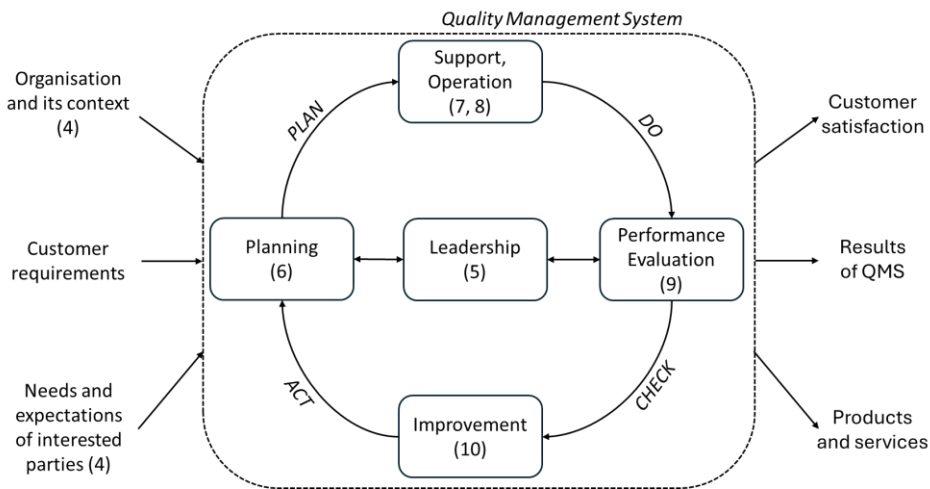 Quality Management System
Organisation
and its context
(4)
Support,
Operation
(7, 8)
PLAN
DO
Customer
satisfaction
Customer
requirements
Planning
(6)
Leadership
(5)
Performance
Evaluation
(9)
Results
of QMS
Needs and
expectations
of interested
parties (4)
ACT
Improvement
(10)
CHECK
Products
and services